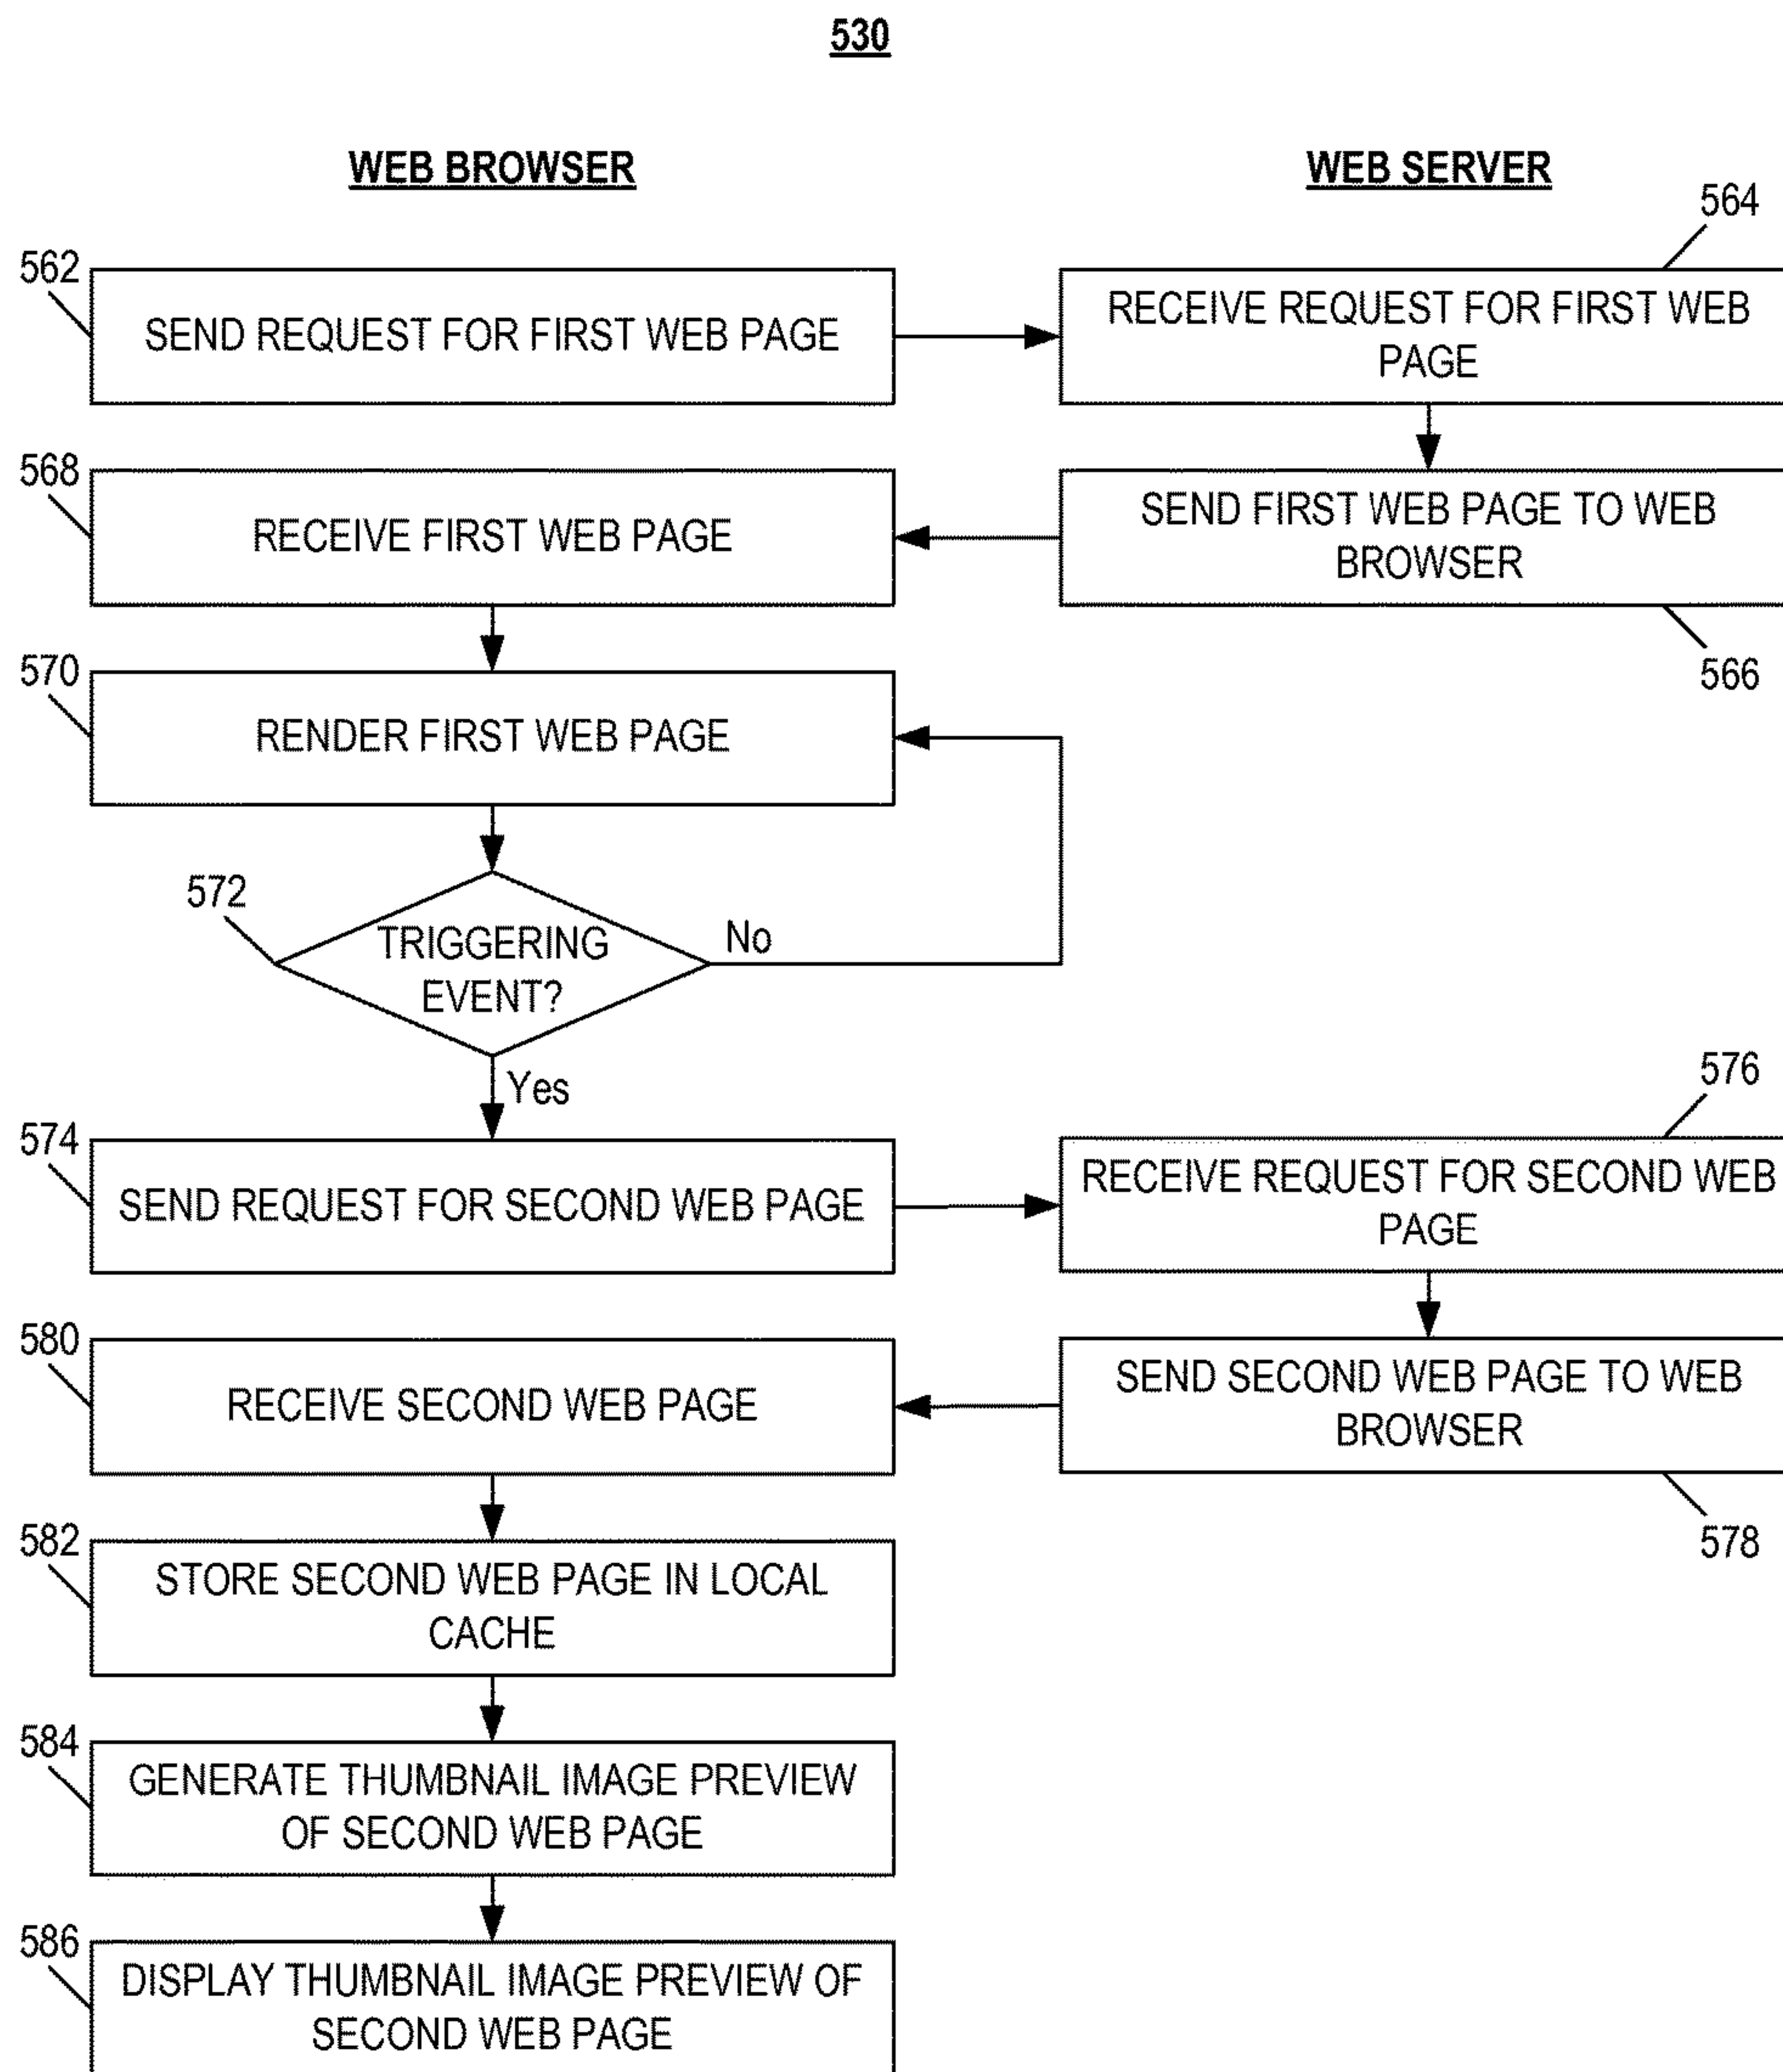 530
WEB BROWSER
WEB SERVER
564
562
SEND REQUEST FOR FIRST WEB PAGE
RECEIVE REQUEST FOR FIRST WEB
PAGE
568
RECEIVE FIRST WEB PAGE
SEND FIRST WEB PAGE TO WEB
BROWSER
566
570
RENDER FIRST WEB PAGE
572
TRIGGERING
EVENT?
No
Yes
576
574
SEND REQUEST FOR SECOND WEB PAGE
RECEIVE REQUEST FOR SECOND WEB
PAGE
580
RECEIVE SECOND WEB PAGE
SEND SECOND WEB PAGE TO WEB
BROWSER
578
582
STORE SECOND WEB PAGE IN LOCAL
CACHE
584
GENERATE THUMBNAIL IMAGE PREVIEW
OF SECOND WEB PAGE
586
DISPLAY THUMBNAIL IMAGE PREVIEW OF
SECOND WEB PAGE